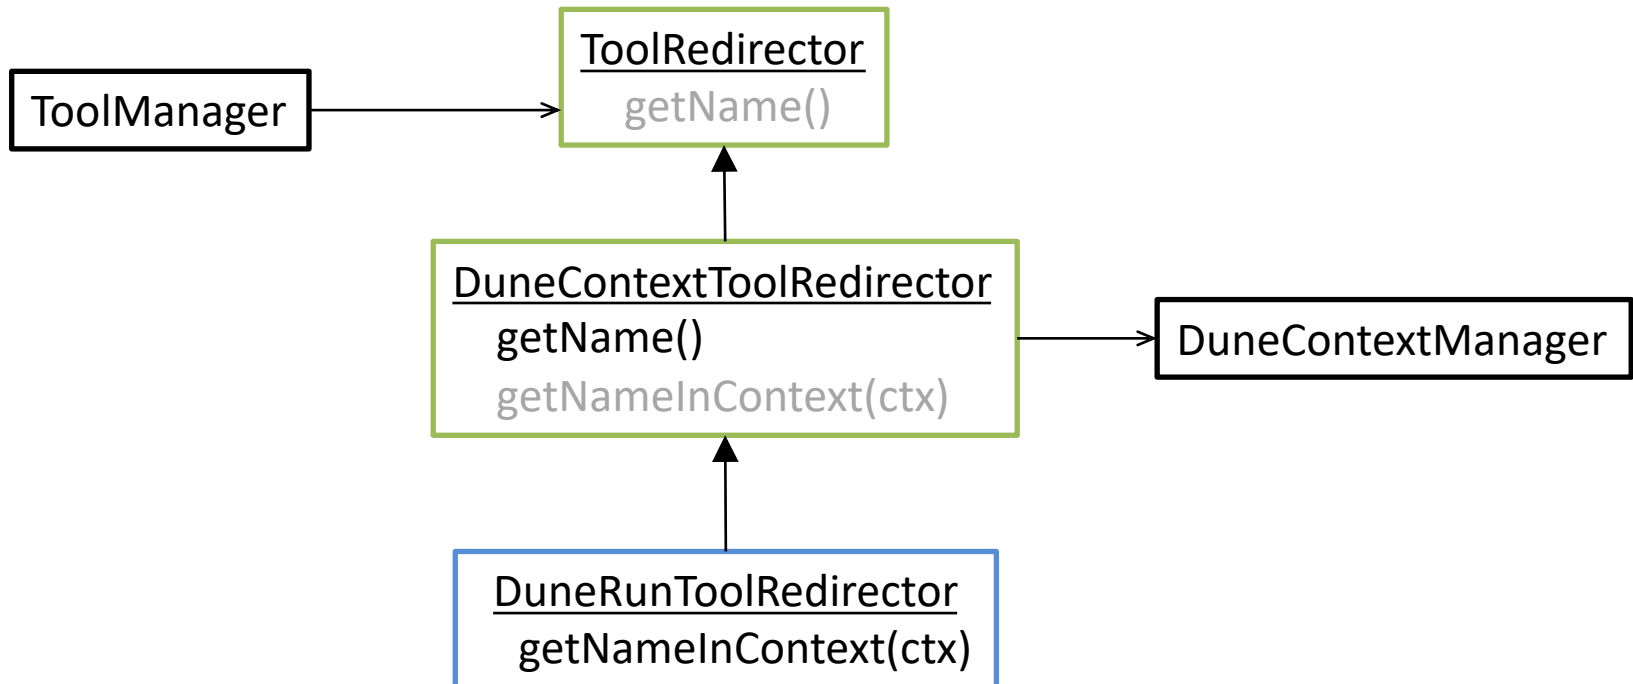 ToolRedirector
getName()
ToolManager
DuneContextToolRedirector
getName()
getNameInContext(ctx)
DuneContextManager
DuneRunToolRedirector
getNameInContext(ctx)